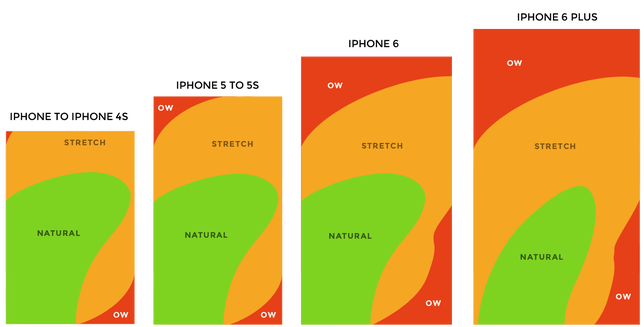 IPHONE TO IPHONE 4S
STRETCH
NATURAL
OW
IPHONE 5 TO 5S
OW
STRETCH
NATURAL
OW
IPHONE 6
OW
STRETCH
NATURAL
OW
IPHONE 6 PLUS
OW
STRETCH
NATURAL
OW